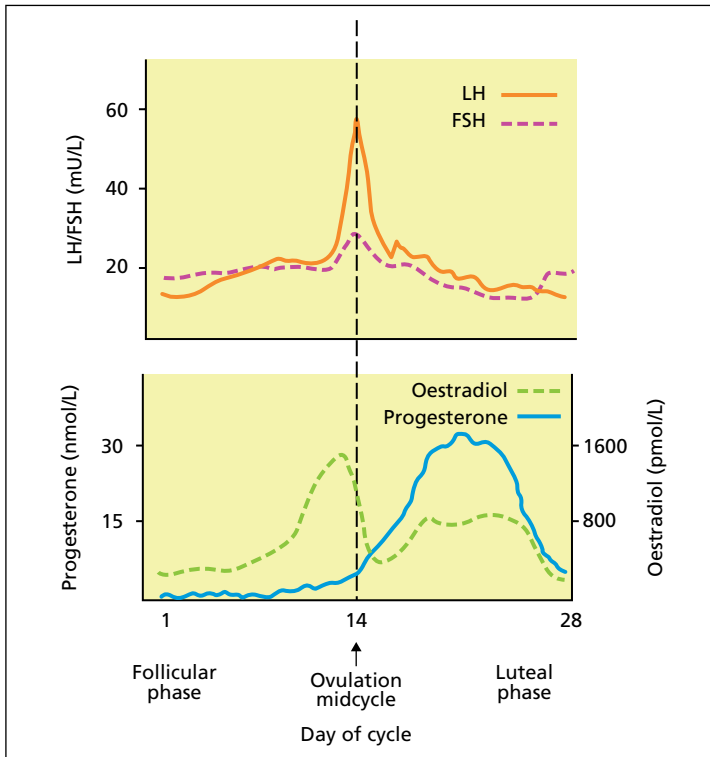 LH/FSH (mU/L)
60
40
20
LH
FSH
Progesterone (nmol/L)
30
15
Oestradiol
Progesterone
1600
800
Oestradiol (pmol/L)
1
14
28
Follicular
phase
Ovulation
midcycle
Luteal
phase
Day of cycle